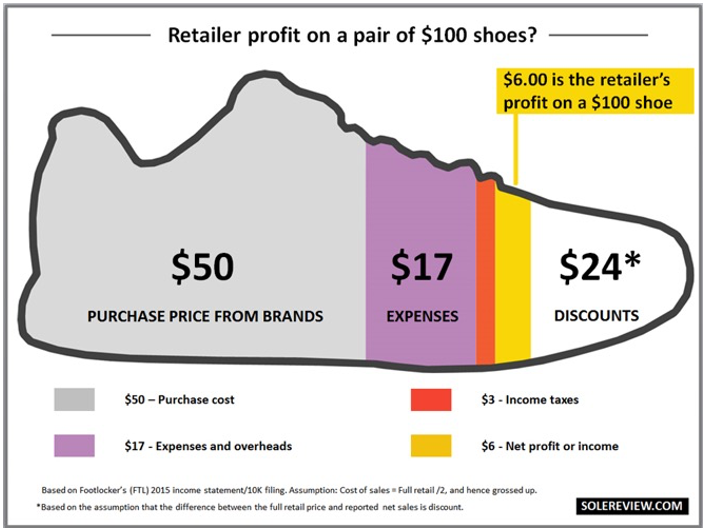 Retailer profit on a pair of $100 shoes?
$6.00 is the retailer's
profit on a $100 shoe
$50
PURCHASE PRICE FROM BRANDS
$17
EXPENSES
$24*
DISCOUNTS
$50 – Purchase cost
$3 - Income taxes
$17 - Expenses and overheads
$6 - Net profit or income
Based on Footlocker's (FTL) 2015 income statement/10K filing. Assumption: Cost of sales = Full retail /2, and hence grossed up.
*Based on the assumption that the difference between the full retail price and reported net sales is discount.
SOLEREVIEW.COM